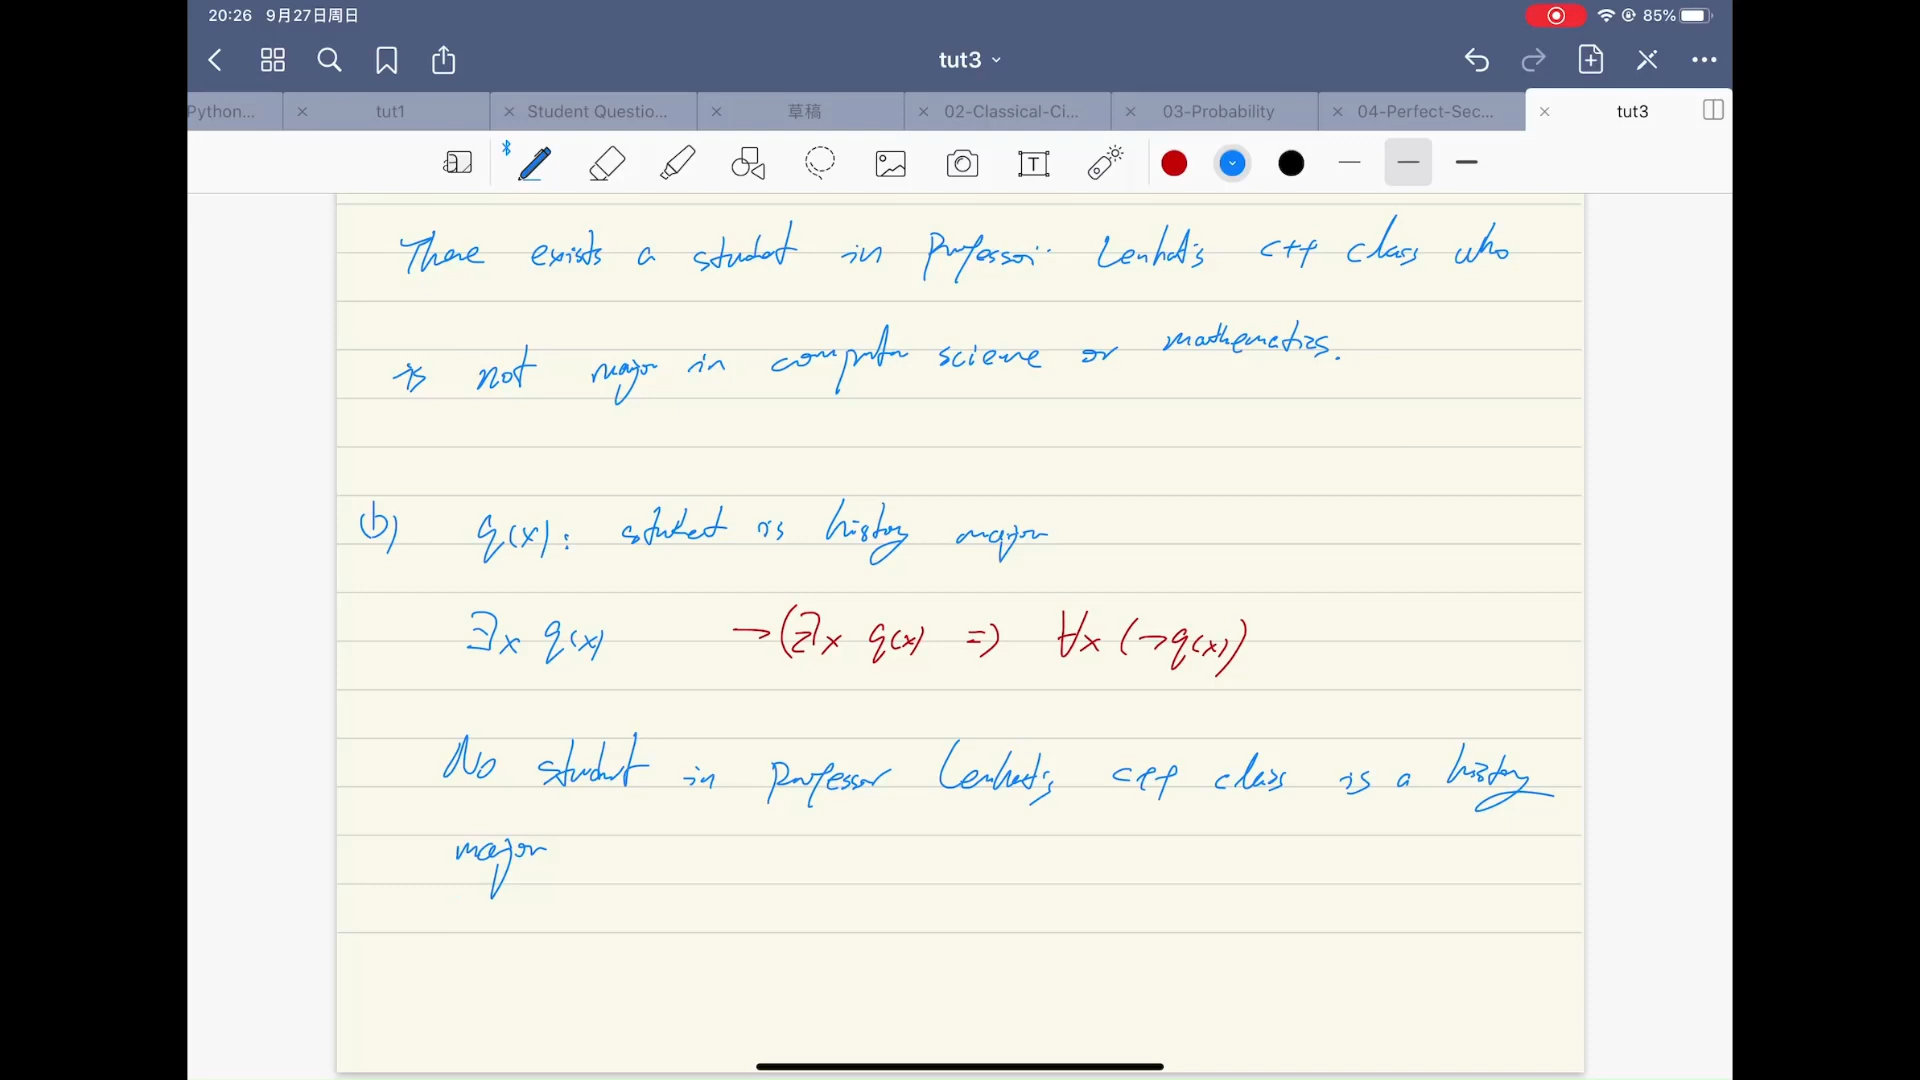 20:26 9月27日周日 85%
tut3
Python... tut1 Student Questio... 草稿 02-Classical-Ci... 03-Probability 04-Perfect-Sec... tut3
There exists a student in Professor Lenhart's C++ class who
is not major in computer science or mathematics.
(b) q(x): student is history major
∃x q(x) ¬(∃x q(x) => ∀x (¬q(x))
No student in professor Lenhart's C++ class is a history
major